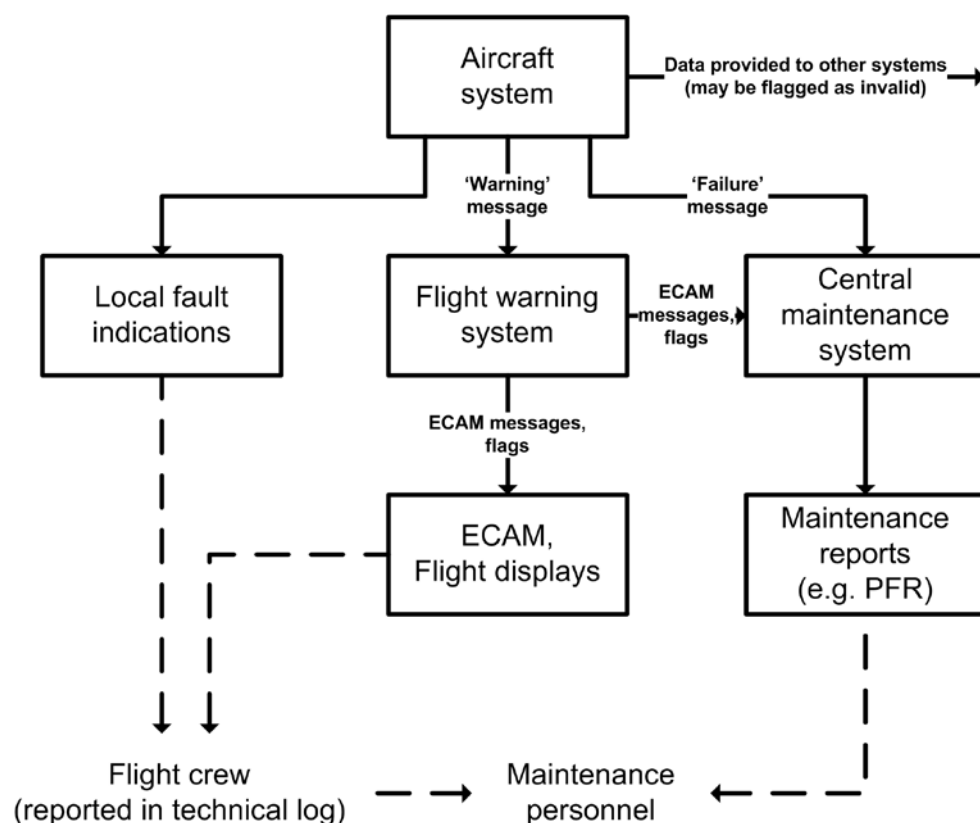 Aircraft
system
Data provided to other systems
(may be flagged as invalid)
‘Warning’
message
‘Failure’
message
Local fault
indications
Flight warning
system
ECAM
messages,
flags
Central
maintenance
system
ECAM messages,
flags
ECAM,
Flight displays
Maintenance
reports
(e.g. PFR)
Flight crew
(reported in technical log)
Maintenance
personnel